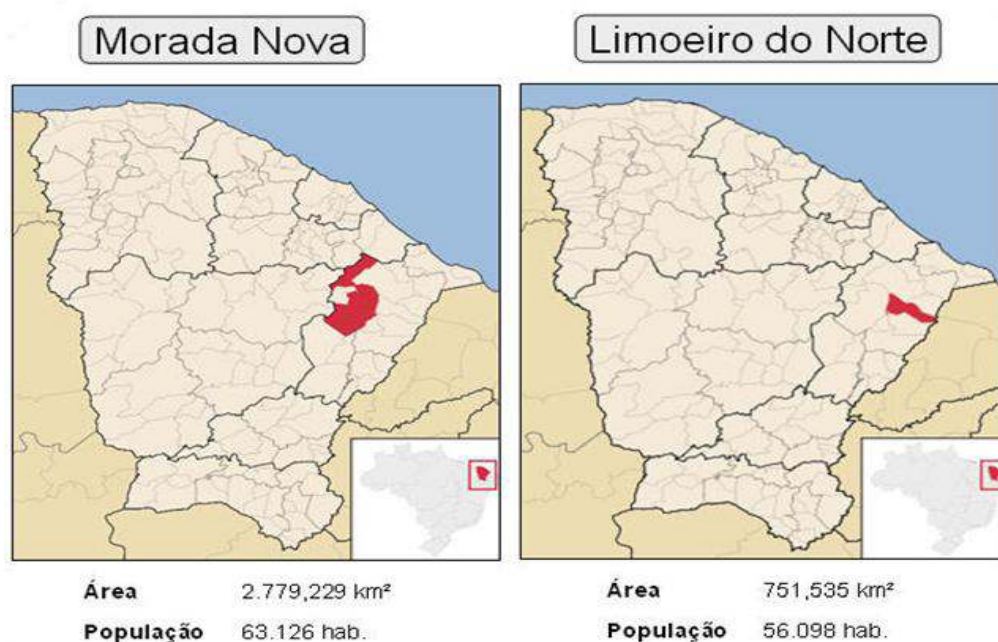 Morada Nova
Limoeiro do Norte
Área 2.779,229 km²
População 63.126 hab.
Área 751,535 km²
População 56.098 hab.